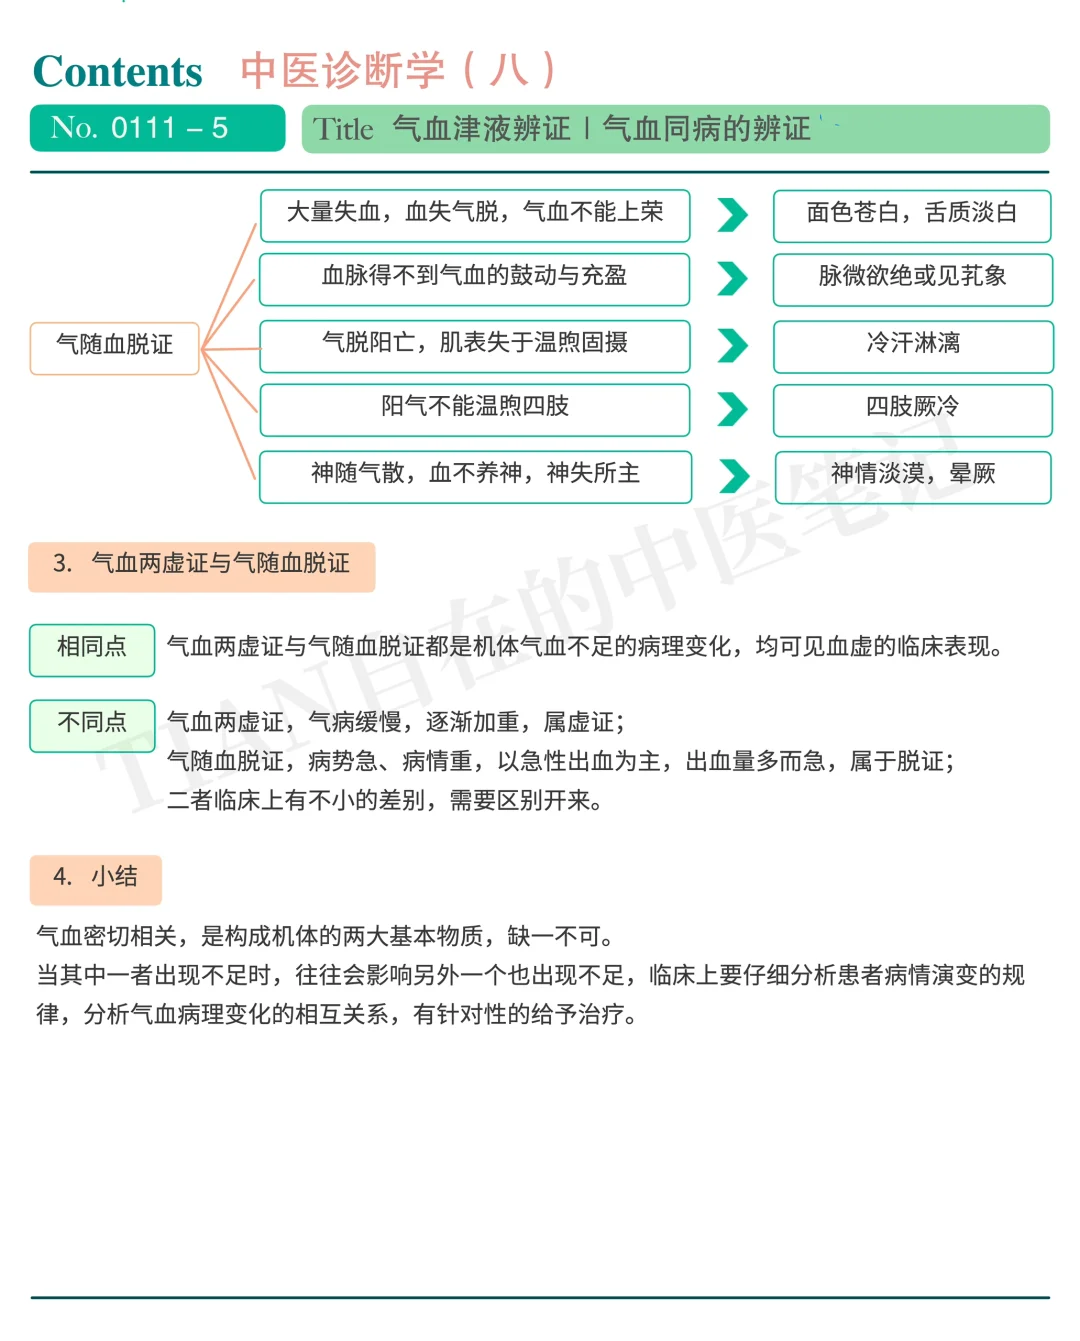 Contents 中医诊断学（八）
No. 0111 – 5
Title 气血津液辨证 | 气血同病的辨证
气随血脱证
大量失血，血失气脱，气血不能上荣
面色苍白，舌质淡白
血脉得不到气血的鼓动与充盈
脉微欲绝或见芤象
气脱阳亡，肌表失于温煦固摄
冷汗淋漓
阳气不能温煦四肢
四肢厥冷
神随气散，血不养神，神失所主
神情淡漠，晕厥
3. 气血两虚证与气随血脱证
相同点
气血两虚证与气随血脱证都是机体气血不足的病理变化，均可见血虚的临床表现。
不同点
气血两虚证，气病缓慢，逐渐加重，属虚证；
气随血脱证，病势急、病情重，以急性出血为主，出血量多而急，属于脱证；
二者临床上有不小的差别，需要区别开来。
4. 小结
气血密切相关，是构成机体的两大基本物质，缺一不可。
当其中一者出现不足时，往往会影响另外一个也出现不足，临床上要仔细分析患者病情演变的规
律，分析气血病理变化的相互关系，有针对性的给予治疗。
TIAN自在的中医笔记